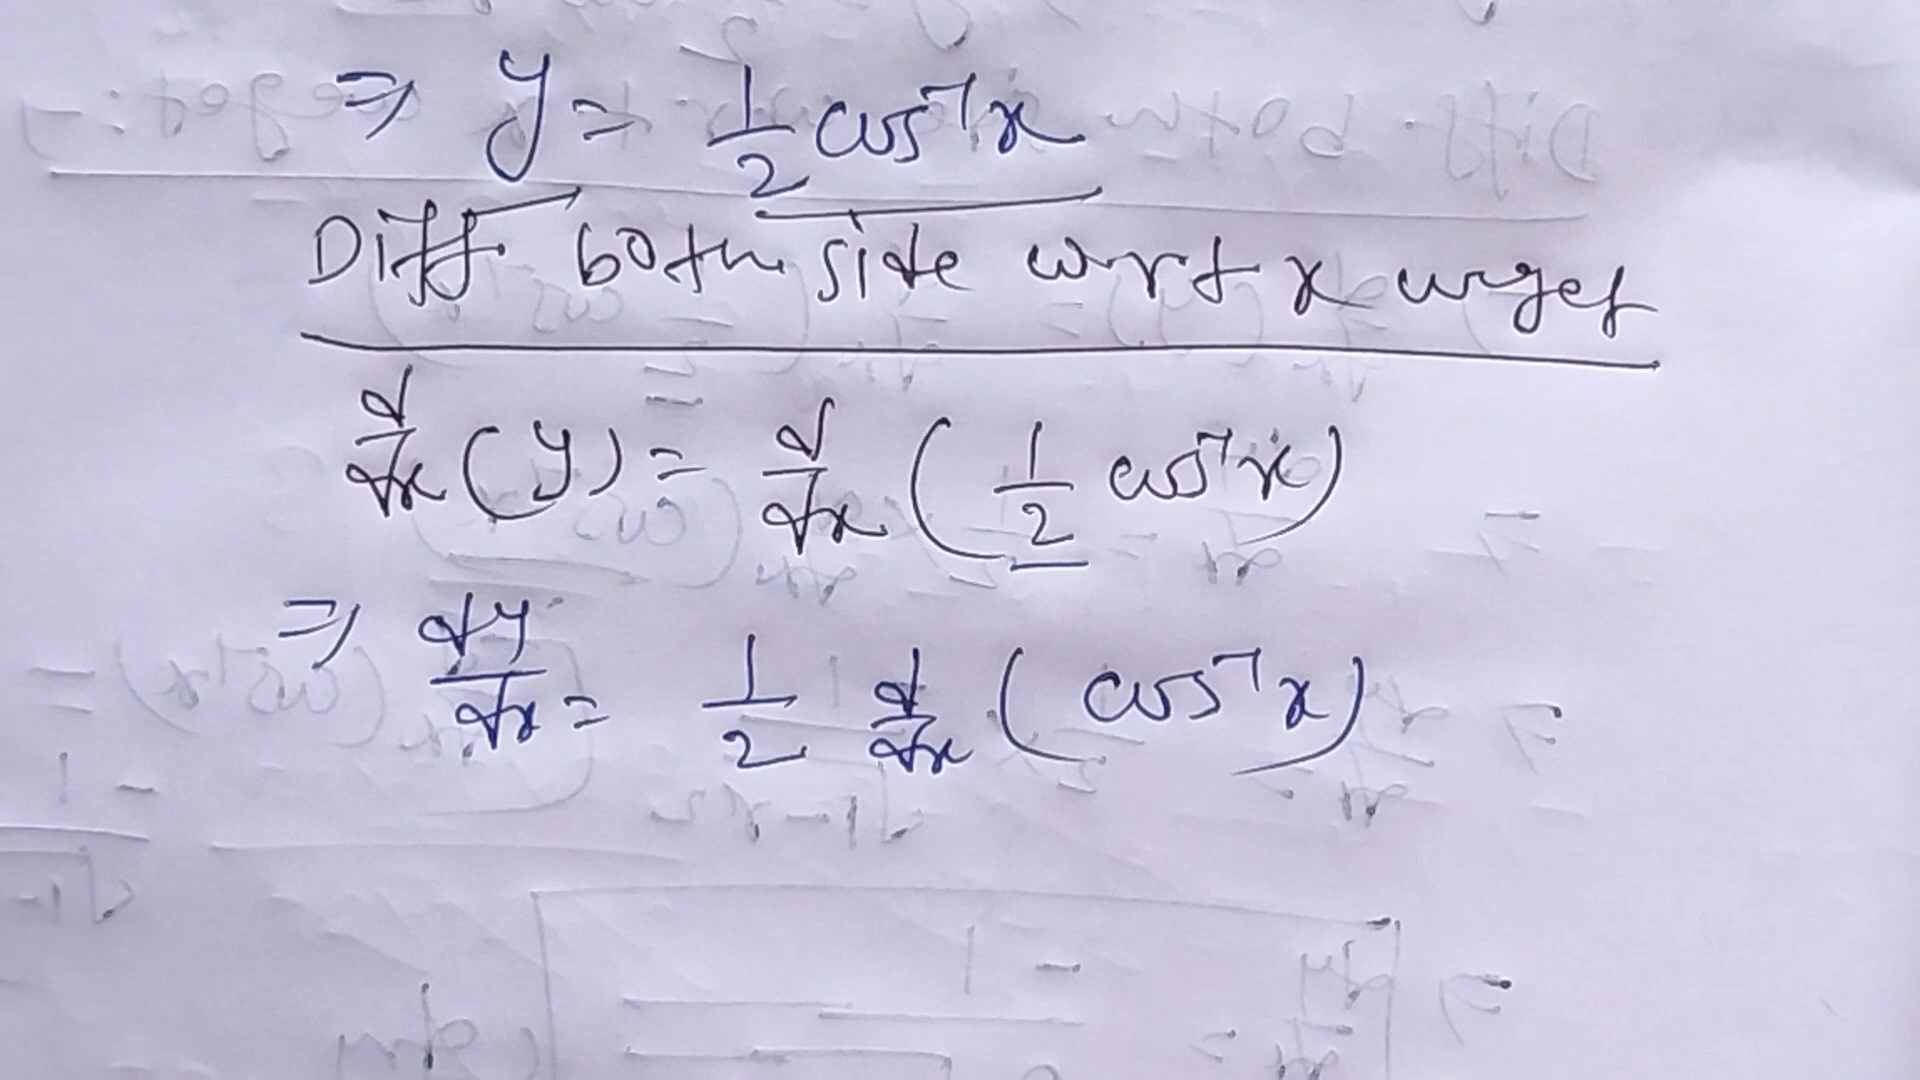 ⇒ y = 1/2 cos⁻¹x
Diff both side wrt x we get
d/dx (y) = d/dx (1/2 cos⁻¹x)
⇒ dy/dx = 1/2 d/dx (cos⁻¹x)